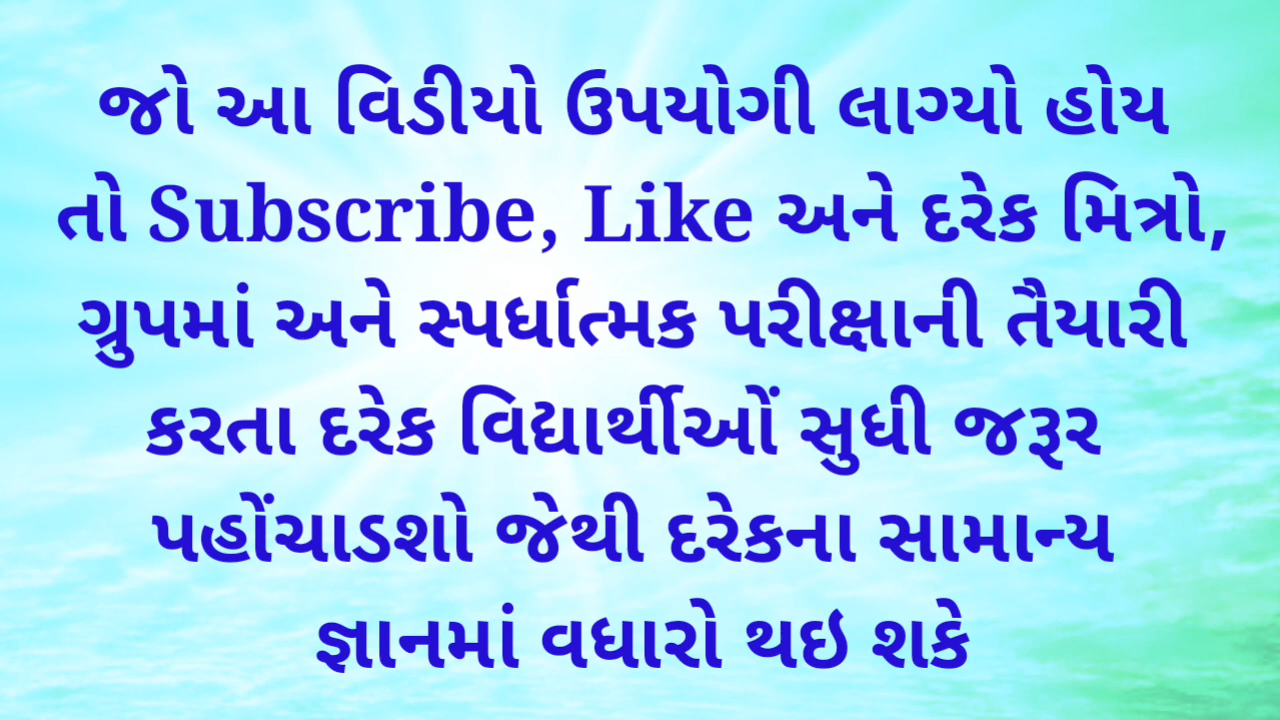 જો આ વિડીયો ઉપયોગી લાગ્યો હોય
તો Subscribe, Like અને દરેક મિત્રો,
ગ્રુપમાં અને સ્પર્ધાત્મક પરીક્ષાની તૈયારી
કરતા દરેક વિદ્યાર્થીઓં સુધી જરૂર
પહોંચાડશો જેથી દરેકના સામાન્ય
જ્ઞાનમાં વધારો થઇ શકે